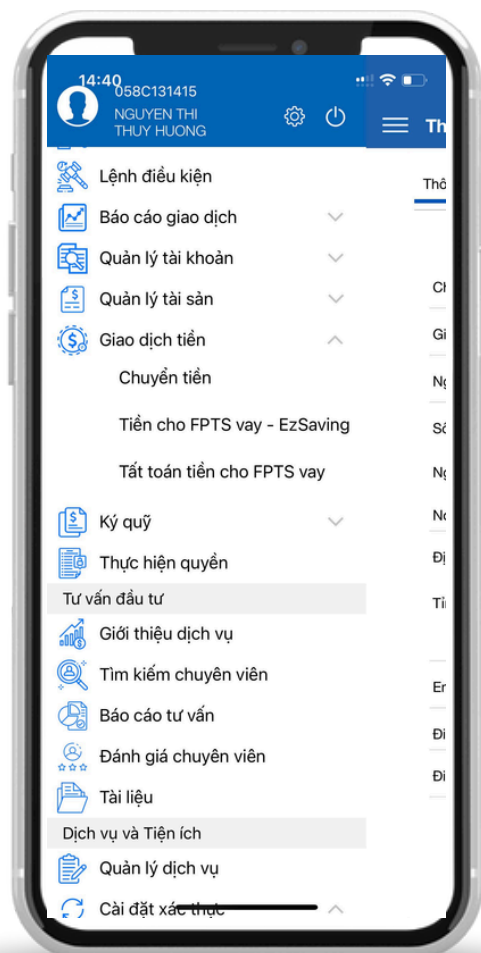 14:40
058C131415
NGUYEN THI
THUY HUONG
Th
Lệnh điều kiện
Thô
Báo cáo giao dịch
Quản lý tài khoản
Quản lý tài sản
Giao dịch tiền
Gi
Chuyển tiền
Tiền cho FPTS vay - EzSaving
Tất toán tiền cho FPTS vay
Ký quỹ
Thực hiện quyền
Tư vấn đầu tư
Giới thiệu dịch vụ
Tìm kiếm chuyên viên
Báo cáo tư vấn
Đánh giá chuyên viên
Tài liệu
Dịch vụ và Tiện ích
Quản lý dịch vụ
Cài đặt xác thực